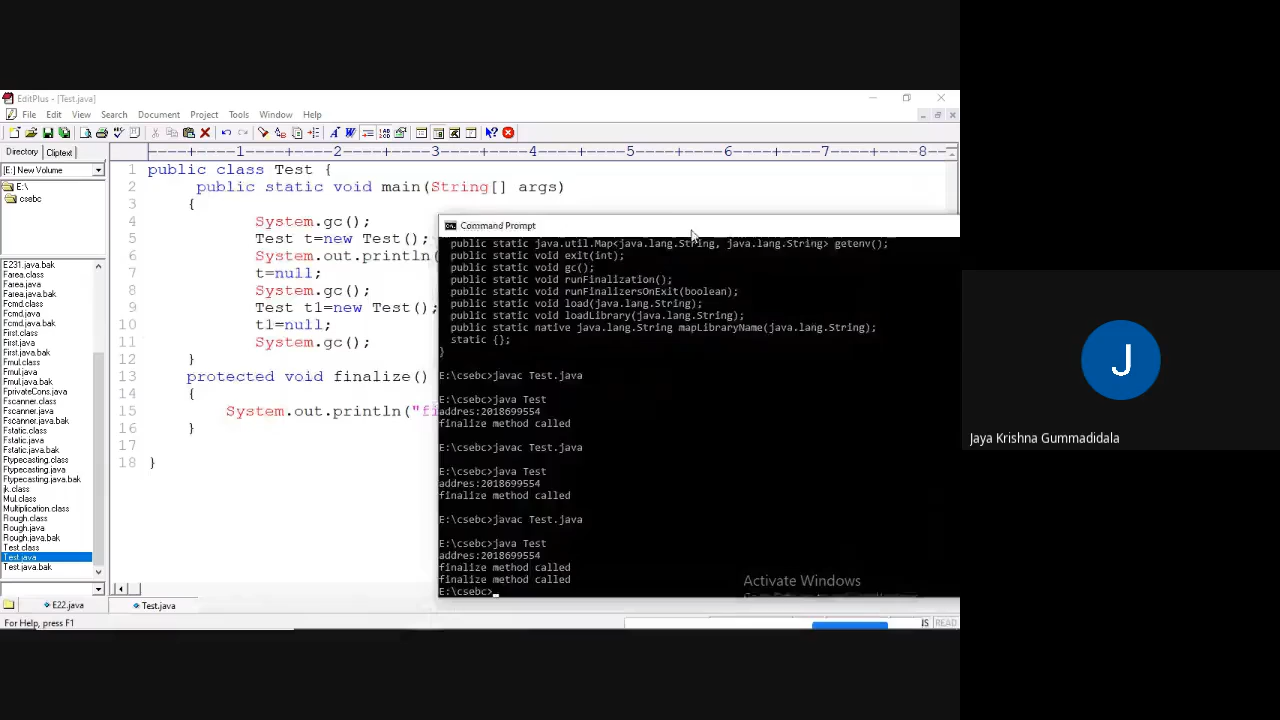 EditPlus - [Test.java]
File Edit View Search Document Project Tools Window Help
Directory Cliptext
[E:] New Volume
E:\
csebc
E231.java.bak
Farea.class
Farea.java
Farea.java.bak
Fcmd.class
Fcmd.java
Fcmd.java.bak
First.class
First.java
First.java.bak
Fmul.class
Fmul.java
Fmul.java.bak
FprivateCons.java
Fscanner.class
Fscanner.java
Fscanner.java.bak
Fstatic.class
Fstatic.java
Fstatic.java.bak
Ftypecasting.class
Ftypecasting.java
Ftypecasting.java.bak
jk.class
Mul.class
Multiplication.class
Rough.class
Rough.java
Rough.java.bak
Test.class
Test.java
Test.java.bak
----+----1----+----2----+----3----+----4----+----5----+----6----+----7----+----8--
1 public class Test {
2 public static void main(String[] args)
3 {
4 System.gc();
5 Test t=new Test();
6 System.out.println(
7 t=null;
8 System.gc();
9 Test t1=new Test();
10 t1=null;
11 System.gc();
12 }
13 protected void finalize()
14 {
15 System.out.println("fi
16 }
17
18 }
Command Prompt
public static java.util.Map<java.lang.String, java.lang.String> getenv();
public static void exit(int);
public static void gc();
public static void runFinalization();
public static void runFinalizersOnExit(boolean);
public static void load(java.lang.String);
public static void loadLibrary(java.lang.String);
public static native java.lang.String mapLibraryName(java.lang.String);
static {};
}
E:\csebc>javac Test.java
E:\csebc>java Test
addres:2018699554
finalize method called
E:\csebc>javac Test.java
E:\csebc>java Test
addres:2018699554
finalize method called
E:\csebc>javac Test.java
E:\csebc>java Test
addres:2018699554
finalize method called
finalize method called
E:\csebc>
Activate Windows
E22.java Test.java
For Help, press F1
IS READ
J
Jaya Krishna Gummadidala